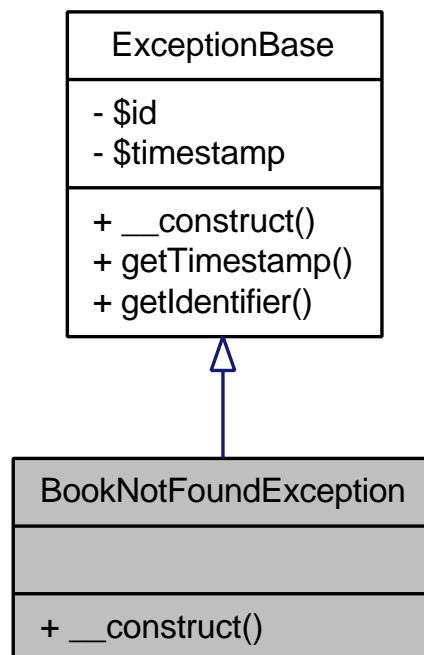 ExceptionBase
- $id
- $timestamp
+ __construct()
+ getTimestamp()
+ getIdentifier()
BookNotFoundException
+ __construct()